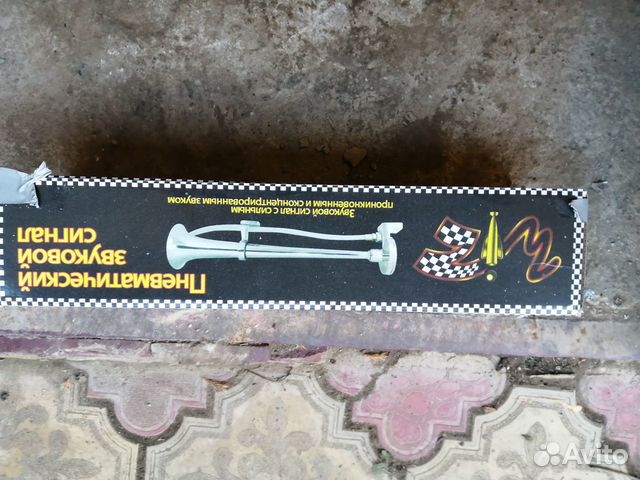 Пневматический
звуковой
сигнал
Звуковой сигнал с сильным
проникновенным и сконцентрированным звуком
Avito